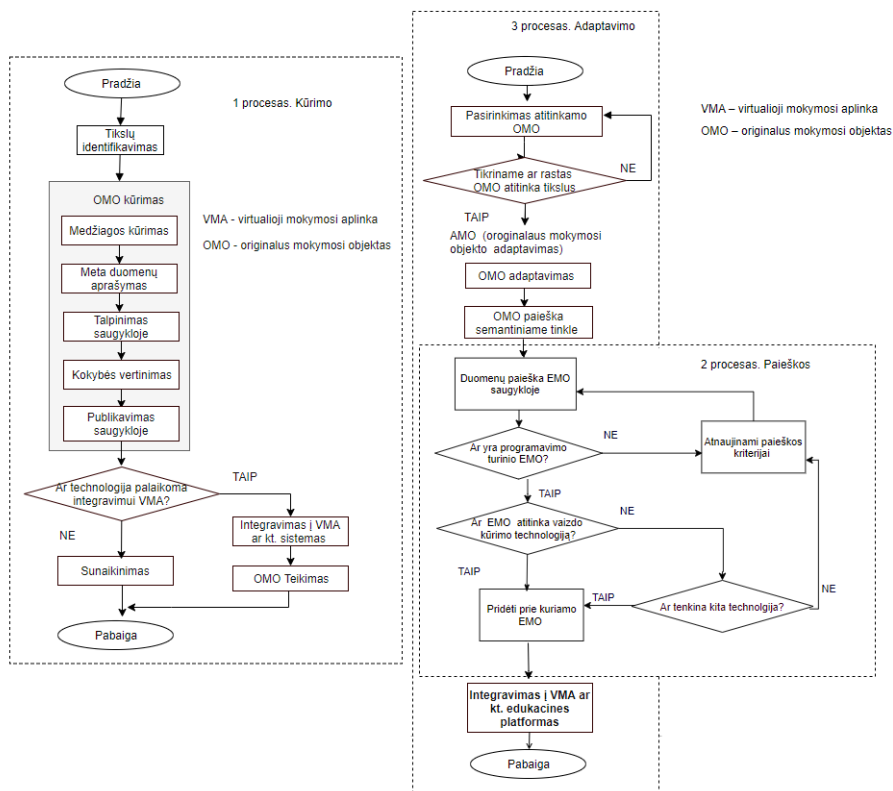 1 procesas. Kūrimo
Pradžia
Tikslų
identifikavimas
OMO kūrimas
Medžiagos kūrimas
Meta duomenų
aprašymas
Talpinimas
saugykloje
Kokybės vertinimas
Publikavimas
saugykloje
VMA - virtualioji mokymosi aplinka
OMO - originalus mokymosi objektas
Ar technologija palaikoma
integravimui VMA?
TAIP
NE
Integravimas į VMA
ar kt. sistemas
Sunaikinimas
OMO Teikimas
Pabaiga
3 procesas. Adaptavimo
Pradžia
Pasirinkimas atitinkamo
OMO
Tikriname ar rastas
OMO atitinka tikslus
NE
TAIP
AMO (oroginalaus mokymosi
objekto adaptavimas)
OMO adaptavimas
OMO paieška
semantiniame tinkle
2 procesas. Paieškos
Duomenų paieška EMO
saugykloje
Ar yra programavimo
turinio EMO?
NE
Atnaujinami paieškos
kriterijai
TAIP
Ar EMO atitinka vaizdo
kūrimo technologiją?
NE
TAIP
Ar tenkina kita technolgija?
NE
TAIP
Pridėti prie kuriamo
EMO
Integravimas į VMA ar
kt. edukacines
platformas
Pabaiga
VMA – virtualioji mokymosi aplinka
OMO – originalus mokymosi objektas